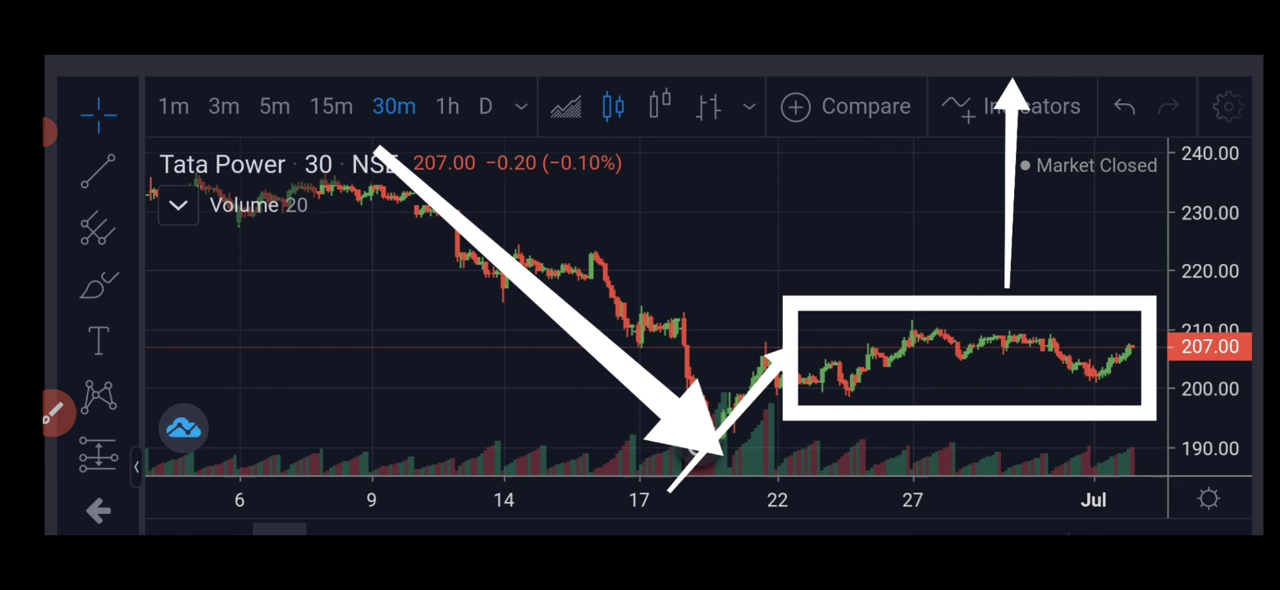 1m 3m 5m 15m 30m 1h D Compare Indicators
Tata Power · 30 · NSE 207.00 −0.20 (−0.10%) Market Closed
Volume 20
240.00
230.00
220.00
210.00
207.00
200.00
190.00
6 9 14 17 22 27 Jul